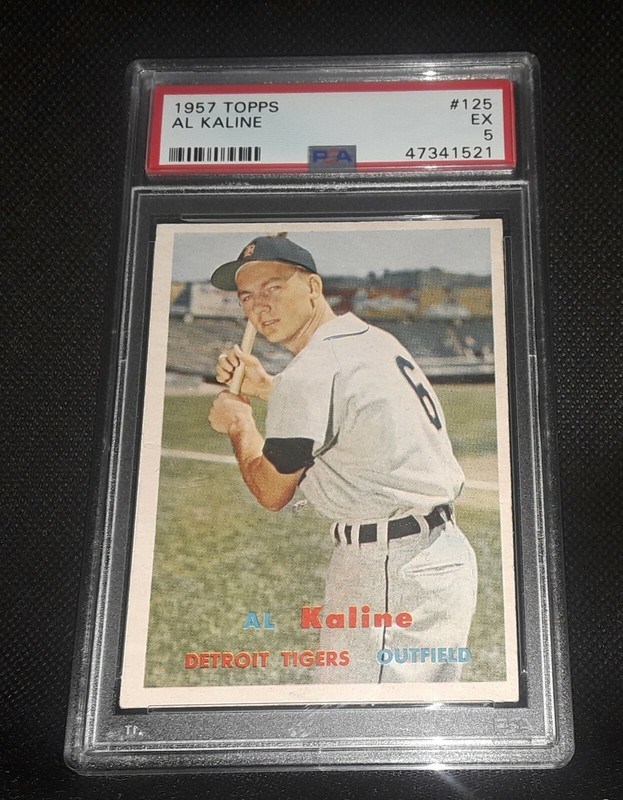 1957 TOPPS #125
AL KALINE EX
5
PSA 47341521
6
AL Kaline
DETROIT TIGERS OUTFIELD